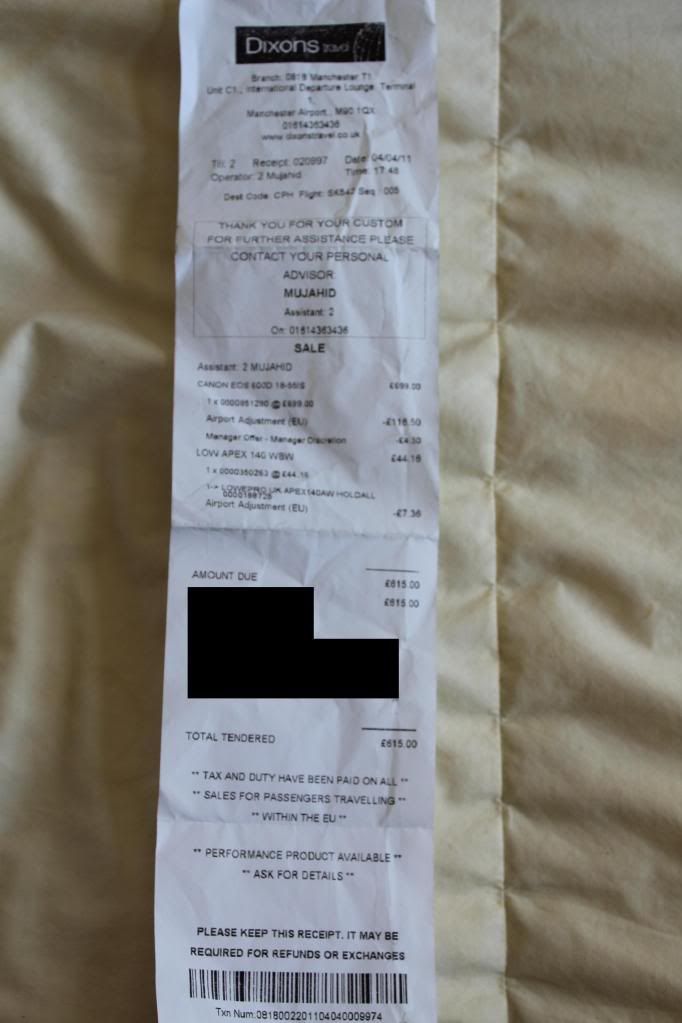 Dixons travel
Branch: 0818 Manchester T1
Unit C1., International Departure Lounge, Terminal
Manchester Airport,, M90 1QX
01614363436
www.dixonstravel.co.uk
Till: 2 Receipt: 020997 Date: 04/04/11
Operator: 2 Mujahid Time: 17:48
Dest Code: CPH Flight: SK542 Seq : 005
THANK YOU FOR YOUR CUSTOM
FOR FURTHER ASSISTANCE PLEASE
CONTACT YOUR PERSONAL
ADVISOR
MUJAHID
Assistant: 2
On: 01614363436
SALE
Assistant: 2 MUJAHID
CANON EOS 600D 18-55IS £699.00
1 x 0000951290 @ £699.00
Airport Adjustment (EU) -£116.50
Manager Offer - Manager Discretion -£4.30
LOW APEX 140 WBW £44.16
1 x 0000350263 @ £44.16
1-> LOWEPRO UK APEX140AW HOLDALL
0000188726
Airport Adjustment (EU) -£7.36
AMOUNT DUE £615.00
£615.00
TOTAL TENDERED £615.00
** TAX AND DUTY HAVE BEEN PAID ON ALL **
** SALES FOR PASSENGERS TRAVELLING **
** WITHIN THE EU **
** PERFORMANCE PRODUCT AVAILABLE **
** ASK FOR DETAILS **
PLEASE KEEP THIS RECEIPT. IT MAY BE
REQUIRED FOR REFUNDS OR EXCHANGES
Txn Num:0818002201104040009974